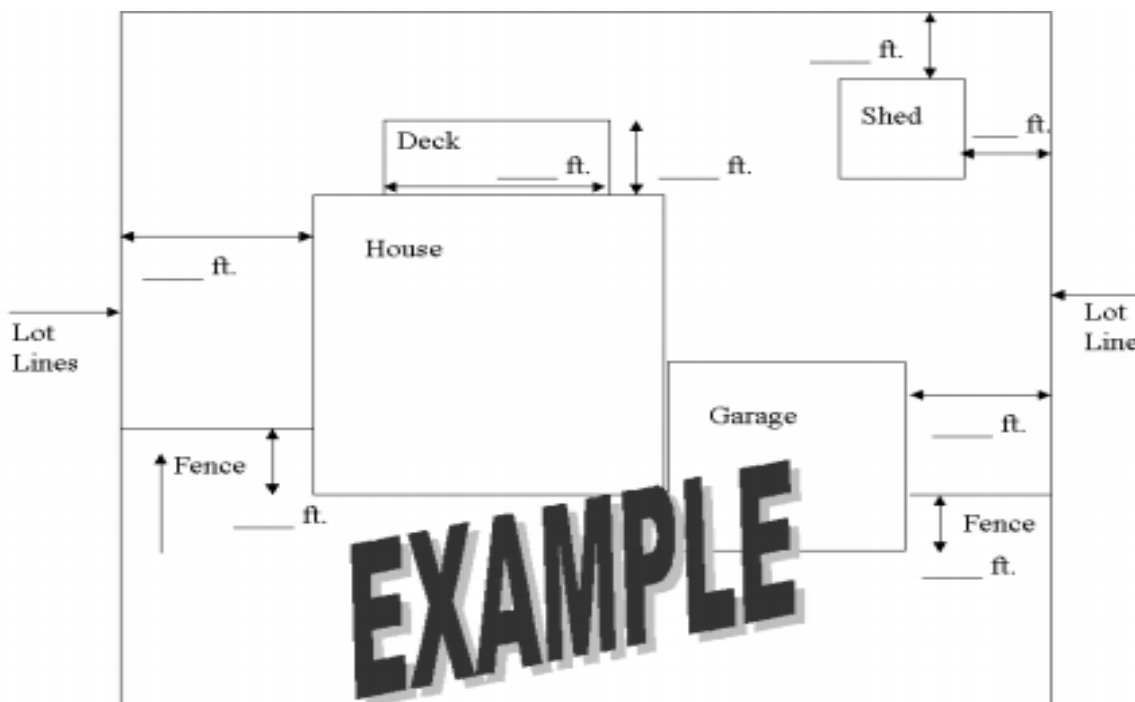 ____ ft.
Shed
___ ft.
Deck
____ ft.
____ ft.
House
____ ft.
Lot
Lines
Lot
Line
Garage
____ ft.
Fence
____ ft.
Fence
____ ft.
EXAMPLE